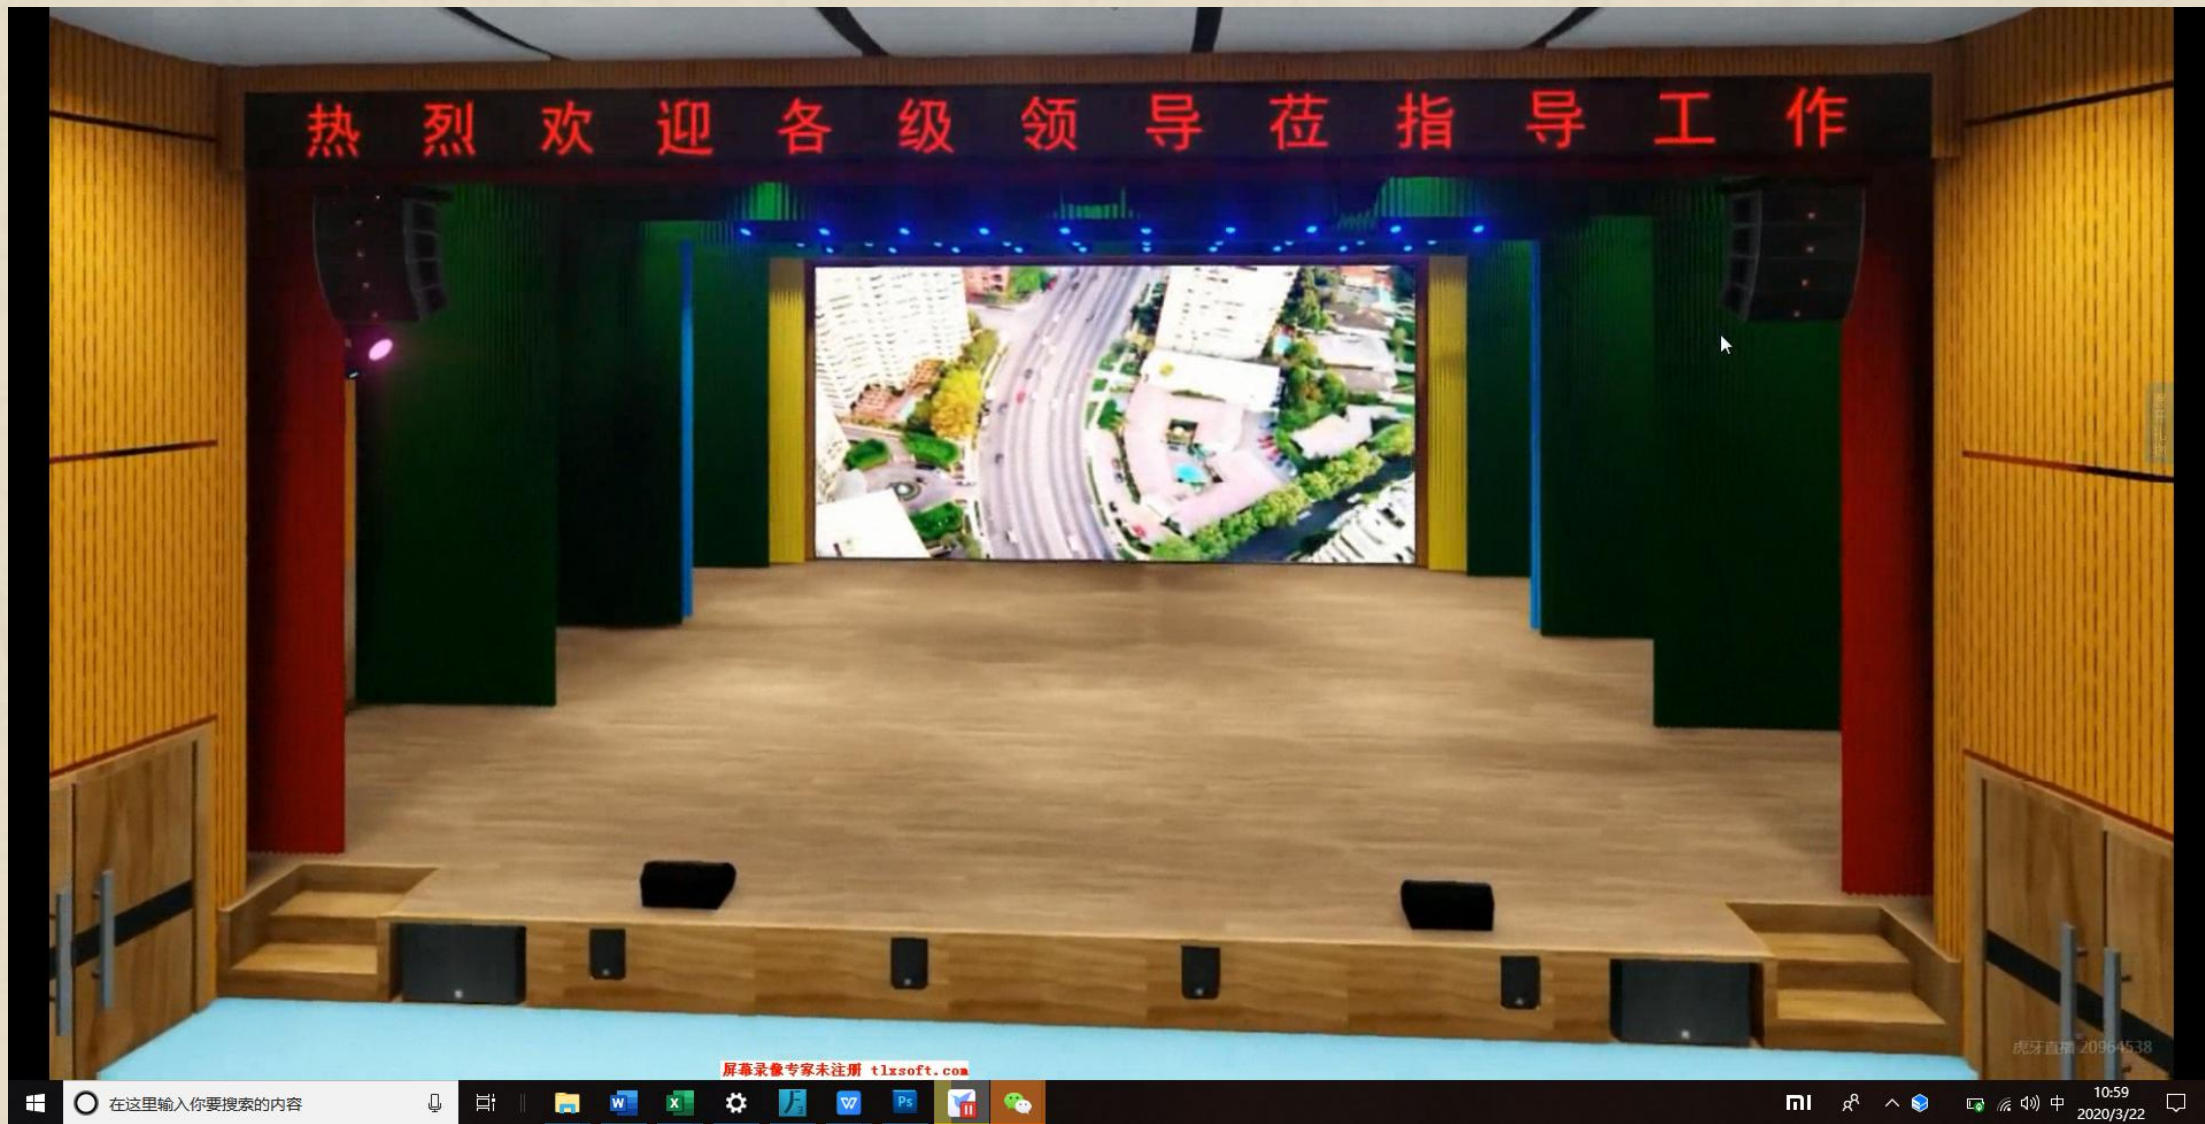 热烈欢迎各级领导莅指导工作
虎牙直播 20964538
屏幕录像专家未注册 tlxsoft.com
在这里输入你要搜索的内容
W
X
Ps
中
10:59
2020/3/22